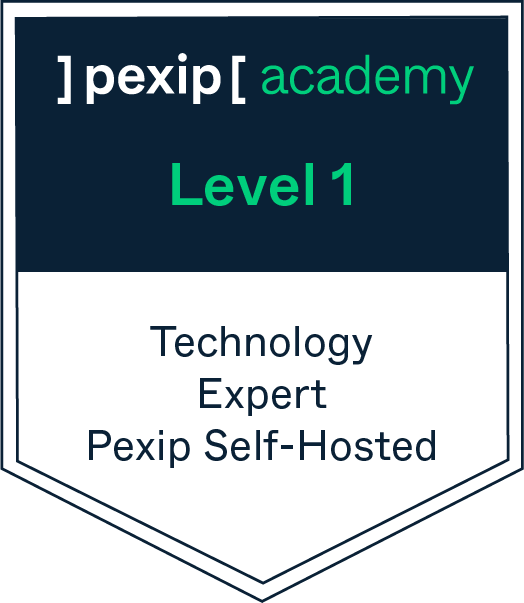 ]pexip[ academy
Level 1
Technology
Expert
Pexip Self-Hosted